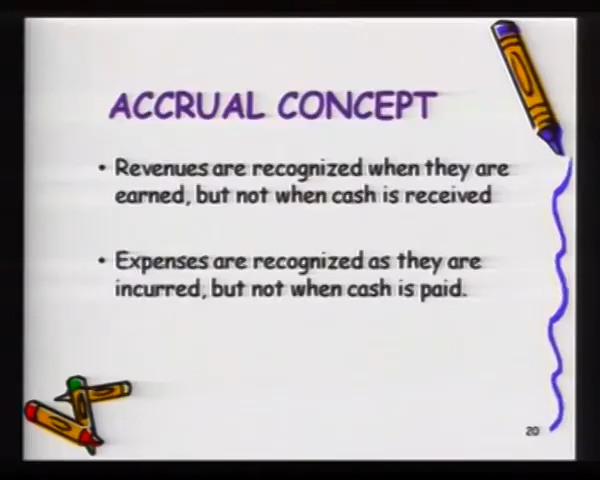 ACCRUAL CONCEPT
• Revenues are recognized when they are
earned, but not when cash is received
• Expenses are recognized as they are
incurred, but not when cash is paid.
20